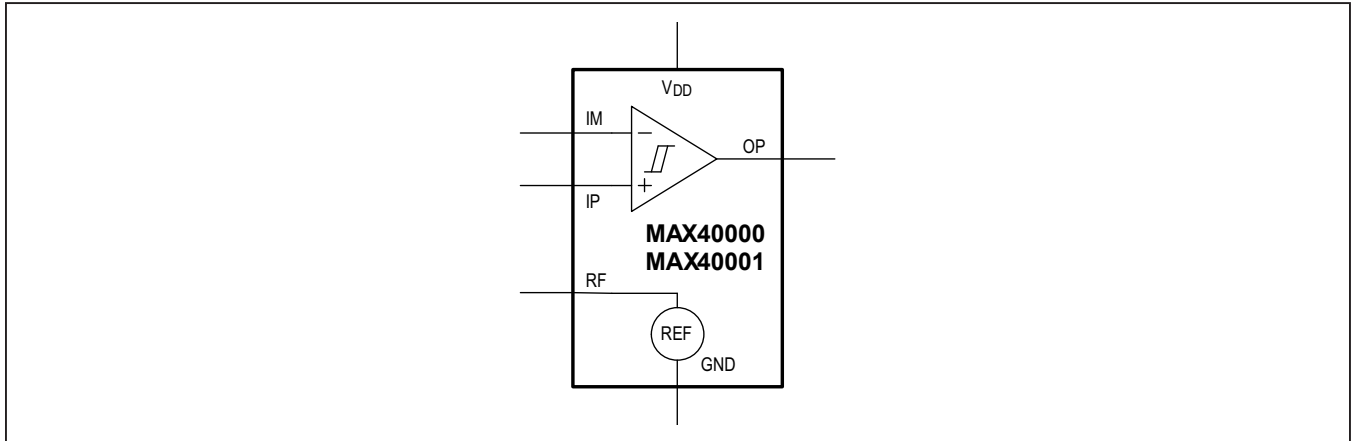 VDD
IM
−
OP
+
IP
MAX40000
MAX40001
RF
REF
GND